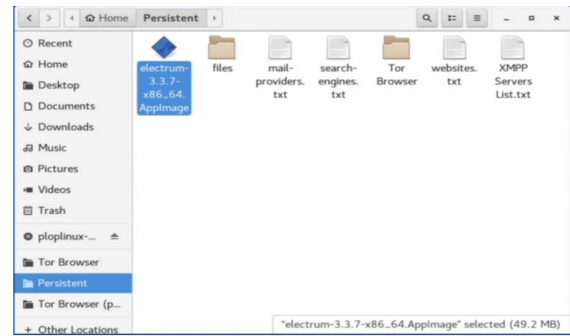 Home Persistent
Recent
Home
Desktop
Documents
Downloads
Music
Pictures
Videos
Trash
ploplinux-...
Tor Browser
Persistent
Tor Browser (p...
+ Other Locations
electrum-
3.3.7-
x86_64.
AppImage
files
mail-
providers.
txt
search-
engines.
txt
Tor
Browser
websites.
txt
XMPP
Servers
List.txt
"electrum-3.3.7-x86_64.AppImage" selected (49.2 MB)